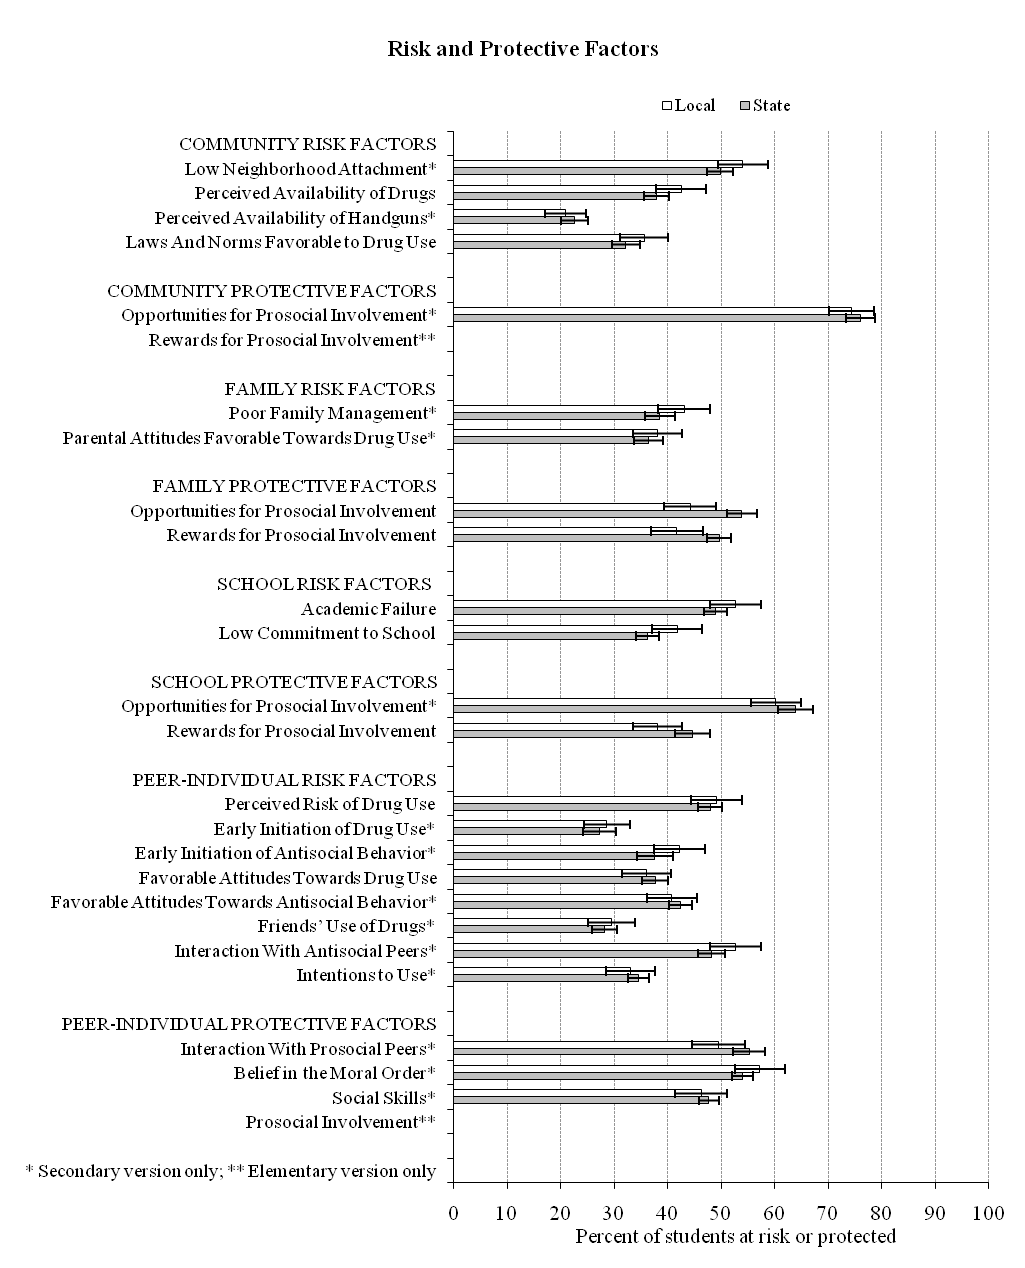 Risk and Protective Factors
Local State
COMMUNITY RISK FACTORS
Low Neighborhood Attachment*
Perceived Availability of Drugs
Perceived Availability of Handguns*
Laws And Norms Favorable to Drug Use
COMMUNITY PROTECTIVE FACTORS
Opportunities for Prosocial Involvement*
Rewards for Prosocial Involvement**
FAMILY RISK FACTORS
Poor Family Management*
Parental Attitudes Favorable Towards Drug Use*
FAMILY PROTECTIVE FACTORS
Opportunities for Prosocial Involvement
Rewards for Prosocial Involvement
SCHOOL RISK FACTORS
Academic Failure
Low Commitment to School
SCHOOL PROTECTIVE FACTORS
Opportunities for Prosocial Involvement*
Rewards for Prosocial Involvement
PEER-INDIVIDUAL RISK FACTORS
Perceived Risk of Drug Use
Early Initiation of Drug Use*
Early Initiation of Antisocial Behavior*
Favorable Attitudes Towards Drug Use
Favorable Attitudes Towards Antisocial Behavior*
Friends' Use of Drugs*
Interaction With Antisocial Peers*
Intentions to Use*
PEER-INDIVIDUAL PROTECTIVE FACTORS
Interaction With Prosocial Peers*
Belief in the Moral Order*
Social Skills*
Prosocial Involvement**
* Secondary version only; ** Elementary version only
0 10 20 30 40 50 60 70 80 90 100
Percent of students at risk or protected